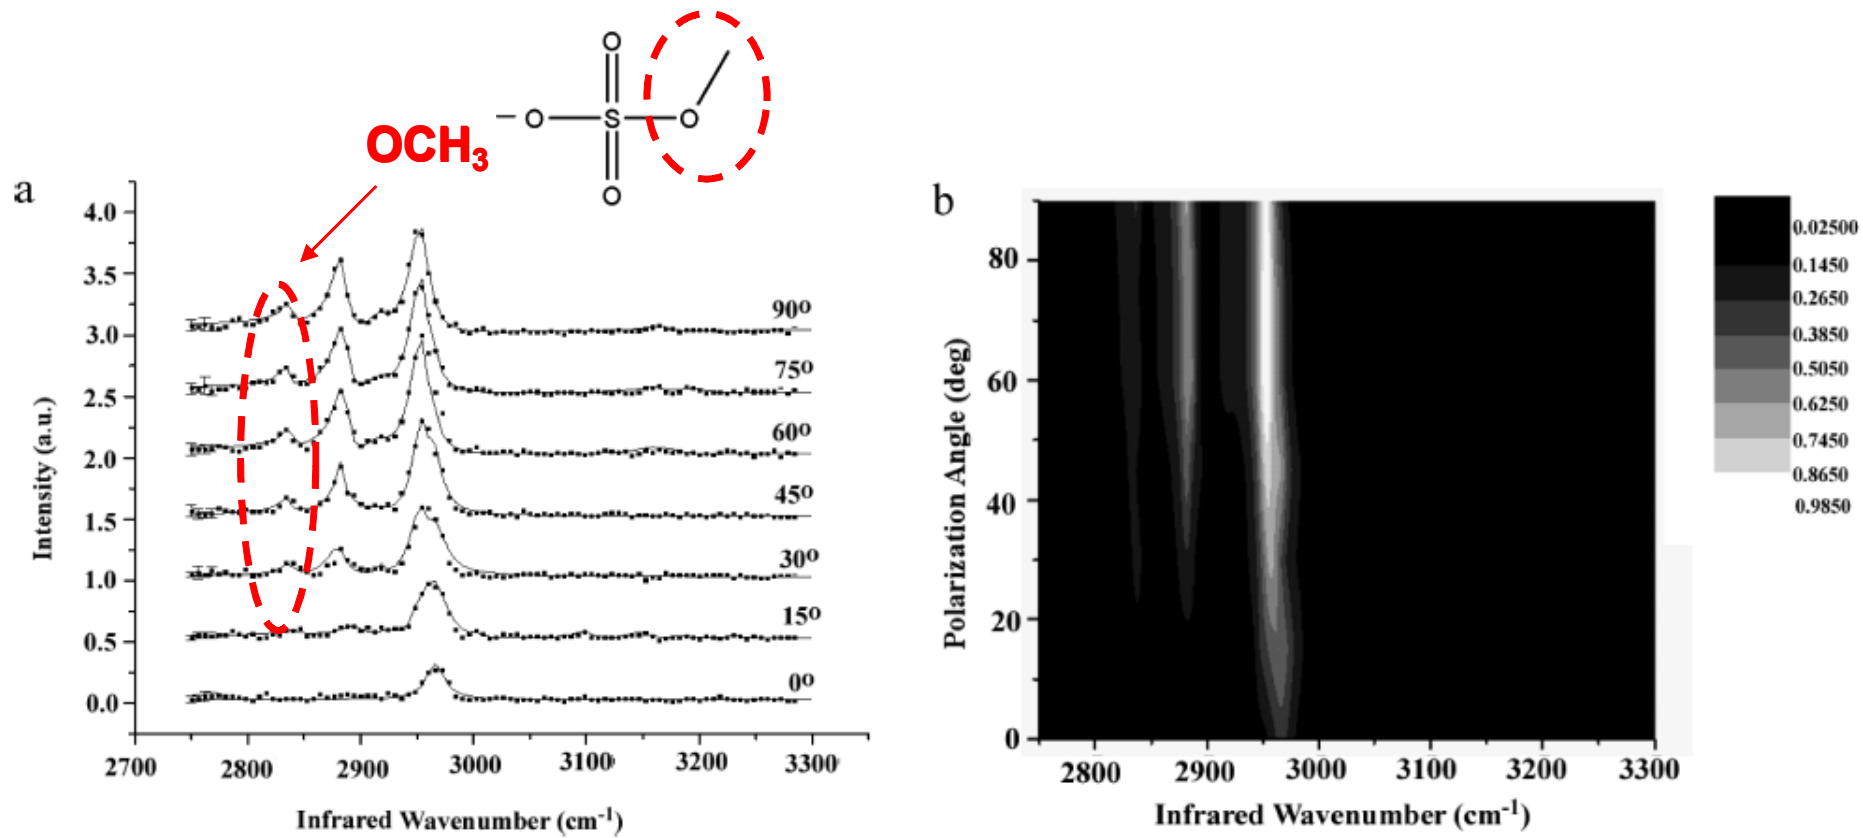 O
− O S O
O
OCH3
a
4.0
3.5
3.0
2.5
2.0
1.5
1.0
0.5
0.0
Intensity (a.u.)
90º
75º
60º
45º
30º
15º
0º
2700 2800 2900 3000 3100 3200 3300
Infrared Wavenumber (cm-1)
b
80
60
40
20
0
Polarization Angle (deg)
2800 2900 3000 3100 3200 3300
Infrared Wavenumber (cm-1)
0.02500
0.1450
0.2650
0.3850
0.5050
0.6250
0.7450
0.8650
0.9850